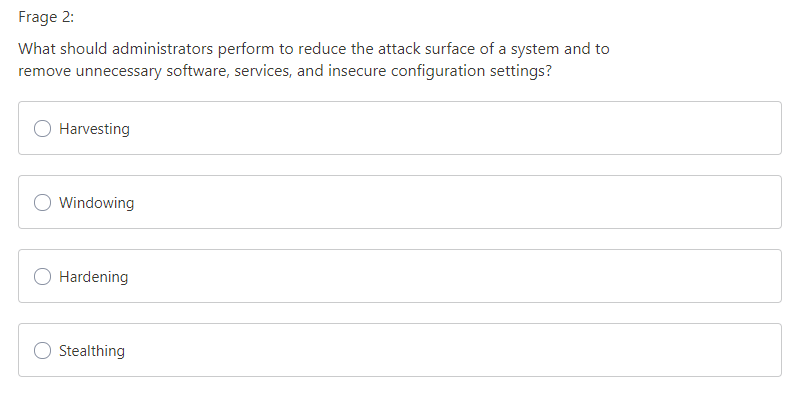 Frage 2:
What should administrators perform to reduce the attack surface of a system and to
remove unnecessary software, services, and insecure configuration settings?
Harvesting
Windowing
Hardening
Stealthing